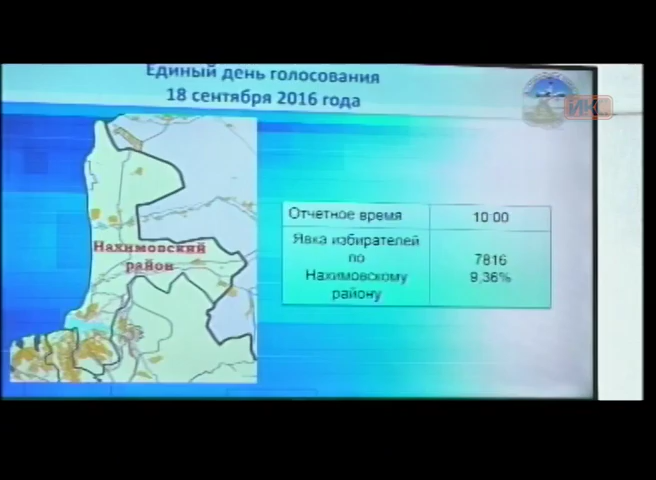 Единый день голосования
18 сентября 2016 года
ИКС
Нахимовский
район
Отчетное время 10:00
Явка избирателей
по 7816
Нахимовскому 9,36%
району